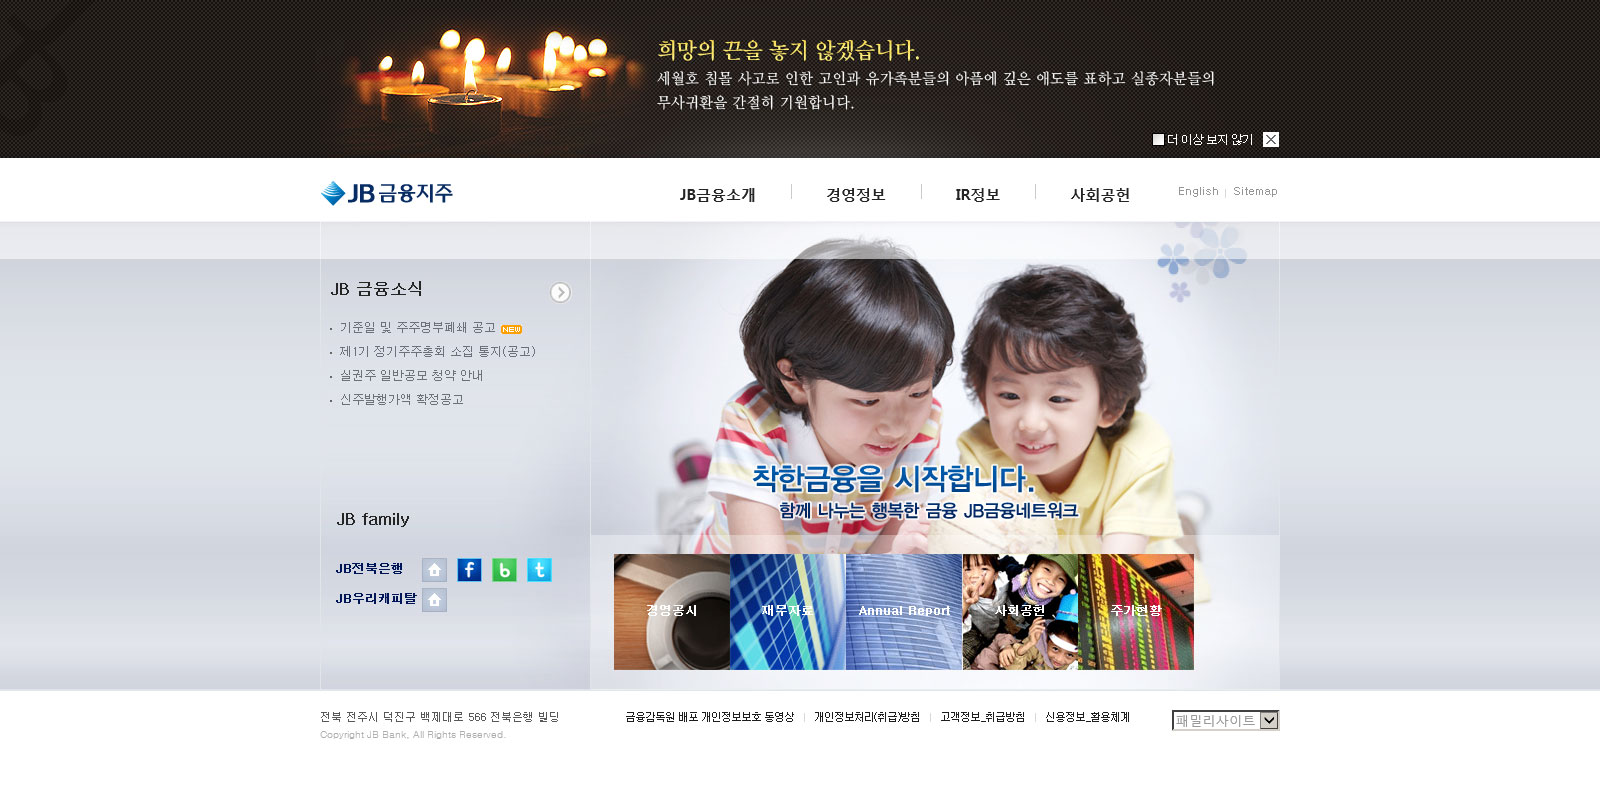 희망의 끈을 놓지 않겠습니다.
세월호 침몰 사고로 인한 고인과 유가족분들의 아픔에 깊은 애도를 표하고 실종자분들의
무사귀환을 간절히 기원합니다.
더 이상 보지 않기
JB 금융지주
JB금융소개
경영정보
IR정보
사회공헌
English
Sitemap
JB 금융소식
기준일 및 주주명부폐쇄 공고 NEW
제1기 정기주주총회 소집 통지(공고)
실권주 일반공모 청약 안내
신주발행가액 확정공고
착한금융을 시작합니다.
함께 나누는 행복한 금융 JB금융네트워크
JB family
JB전북은행
JB우리캐피탈
경영공시
재무자료
Annual Report
사회공헌
주가현황
전북 전주시 덕진구 백제대로 566 전북은행 빌딩
Copyright JB Bank, All Rights Reserved.
금융감독원 배포 개인정보보호 동영상
개인정보처리(취급)방침
고객정보_취급방침
신용정보_활용체계
패밀리사이트